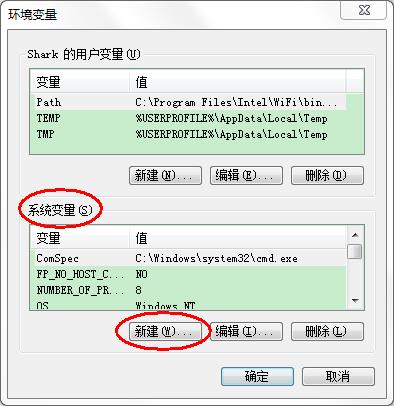 环境变量
Shark 的用户变量(U)
变量 值
Path C:\Program Files\Intel\WiFi\bin...
TEMP %USERPROFILE%\AppData\Local\Temp
TMP %USERPROFILE%\AppData\Local\Temp
新建(N)... 编辑(E)... 删除(D)
系统变量(S)
变量 值
ComSpec C:\Windows\system32\cmd.exe
FP_NO_HOST_C... NO
NUMBER_OF_PR... 8
OS Windows_NT
新建(W)... 编辑(I)... 删除(L)
确定 取消